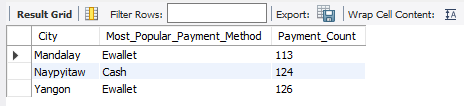 Result Grid Filter Rows: Export: Wrap Cell Content: IA
City Most_Popular_Payment_Method Payment_Count
Mandalay Ewallet 113
Naypyitaw Cash 124
Yangon Ewallet 126